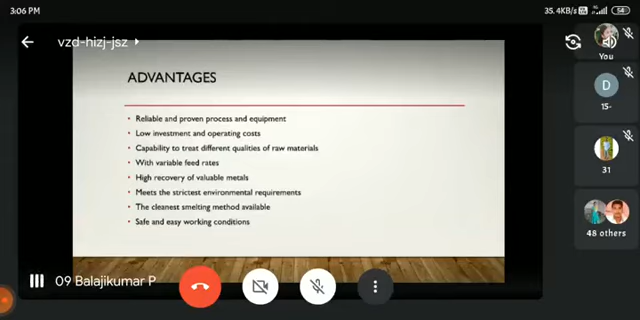 3:06 PM
35.4KB/s
54
vzd-hizj-jsz
You
ADVANTAGES
Reliable and proven process and equipment
Low investment and operating costs
Capability to treat different qualities of raw materials
With variable feed rates
High recovery of valuable metals
Meets the strictest environmental requirements
The cleanest smelting method available
Safe and easy working conditions
D
15-
31
48 others
09 Balajikumar P